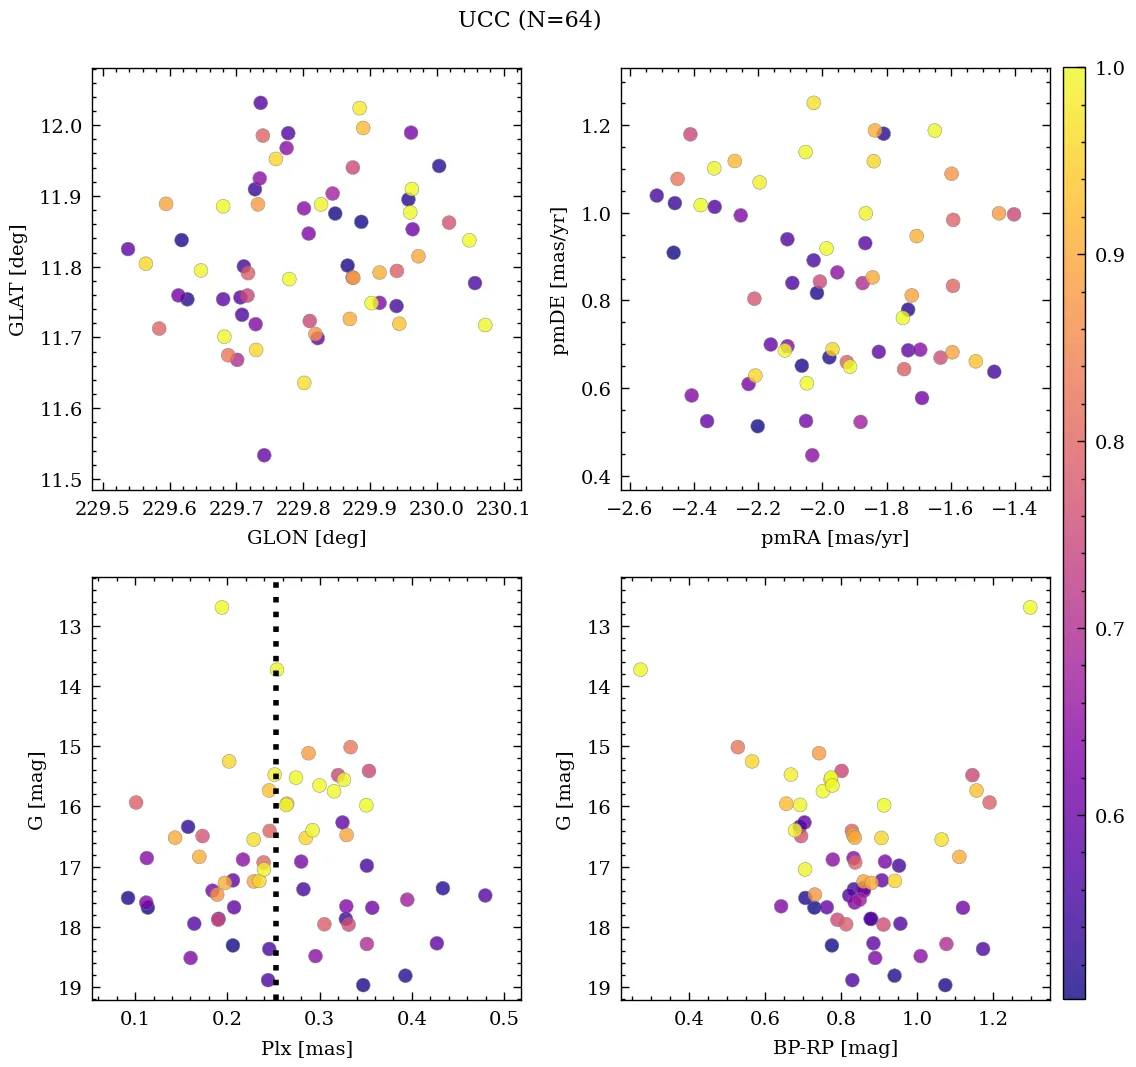 UCC (N=64)
12.0
11.9
11.8
11.7
11.6
11.5
GLAT [deg]
229.5 229.6 229.7 229.8 229.9 230.0 230.1
GLON [deg]
1.2
1.0
0.8
0.6
0.4
pmDE [mas/yr]
−2.6 −2.4 −2.2 −2.0 −1.8 −1.6 −1.4
pmRA [mas/yr]
1.0
0.9
0.8
0.7
0.6
13
14
15
16
17
18
19
G [mag]
0.1 0.2 0.3 0.4 0.5
Plx [mas]
13
14
15
16
17
18
19
G [mag]
0.4 0.6 0.8 1.0 1.2
BP-RP [mag]